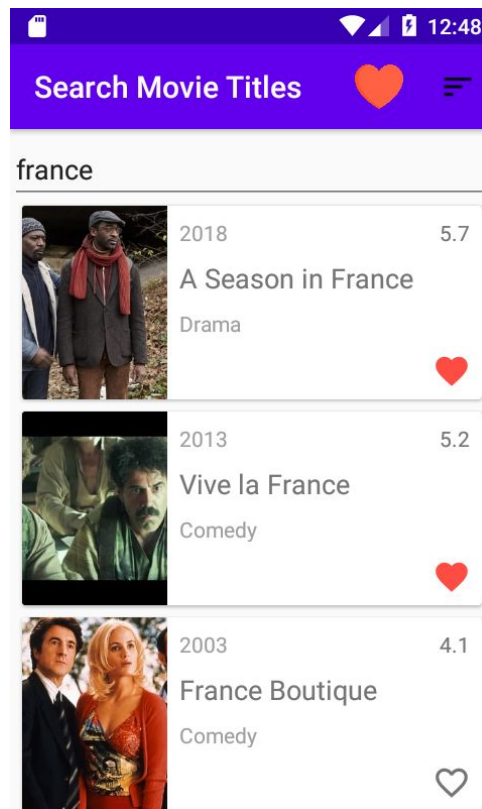 12:48
Search Movie Titles
france
2018 5.7
A Season in France
Drama
2013 5.2
Vive la France
Comedy
2003 4.1
France Boutique
Comedy